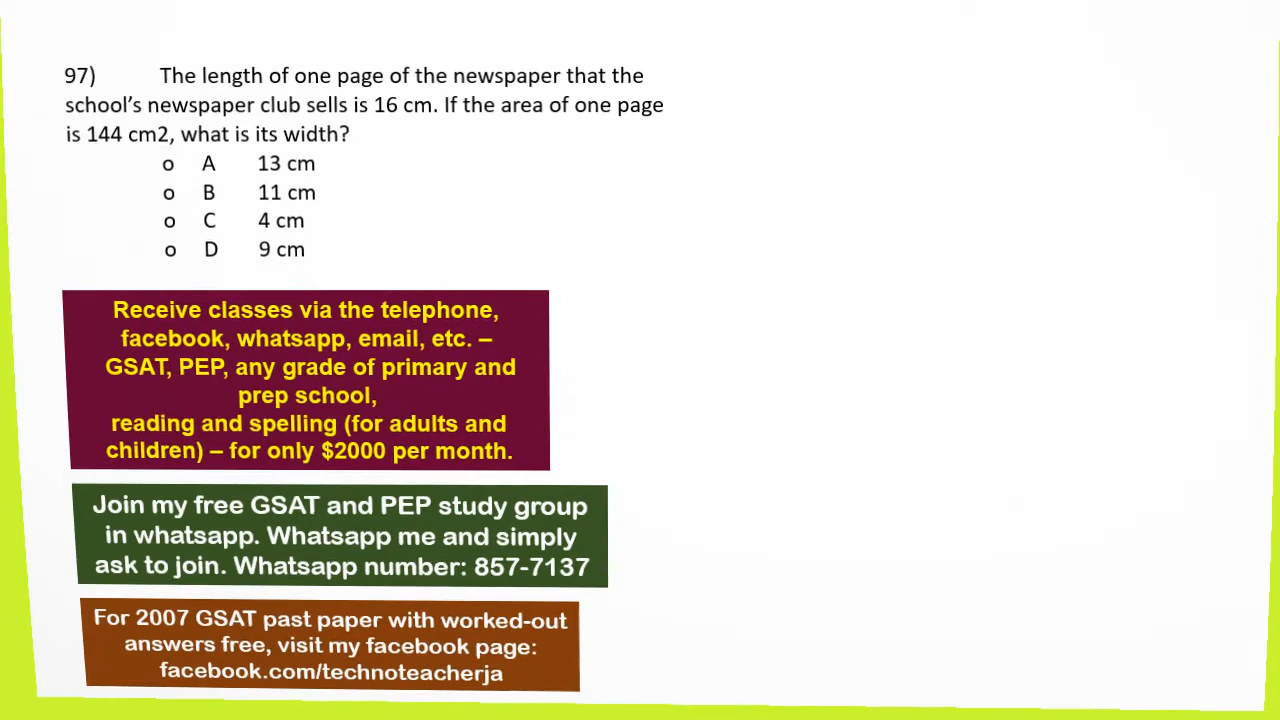 97) The length of one page of the newspaper that the
school's newspaper club sells is 16 cm. If the area of one page
is 144 cm2, what is its width?
o A 13 cm
o B 11 cm
o C 4 cm
o D 9 cm
Receive classes via the telephone,
facebook, whatsapp, email, etc. –
GSAT, PEP, any grade of primary and
prep school,
reading and spelling (for adults and
children) – for only $2000 per month.
Join my free GSAT and PEP study group
in whatsapp. Whatsapp me and simply
ask to join. Whatsapp number: 857-7137
For 2007 GSAT past paper with worked-out
answers free, visit my facebook page:
facebook.com/technoteacherja